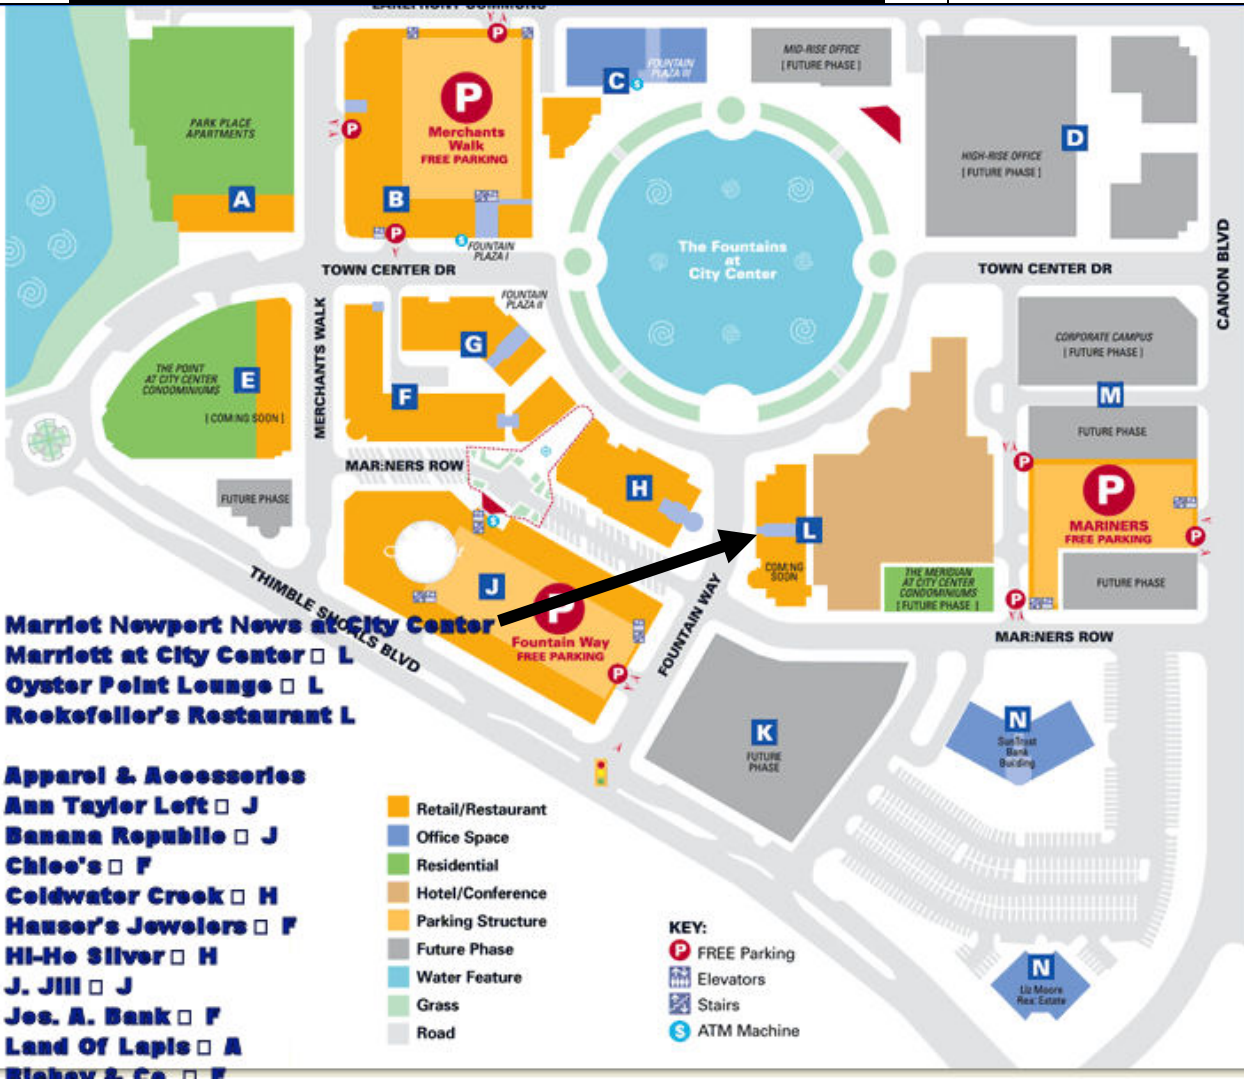 LAKEFRONT COMMONS
P
PARK PLACE
APARTMENTS
A
P
P
Merchants
Walk
FREE PARKING
B
P
FOUNTAIN
PLAZA I
C
FOUNTAIN
PLAZA III
S
MID-RISE OFFICE
[ FUTURE PHASE ]
HIGH-RISE OFFICE
[ FUTURE PHASE ]
D
The Fountains
at
City Center
TOWN CENTER DR
TOWN CENTER DR
CANON BLVD
MERCHANTS WALK
FOUNTAIN
PLAZA II
G
F
THE POINT
AT CITY CENTER
CONDOMINIUMS
E
[ COMING SOON ]
CORPORATE CAMPUS
[ FUTURE PHASE ]
M
FUTURE PHASE
P
MARINERS
FREE PARKING
P
P
FUTURE PHASE
P
MARINERS ROW
H
FUTURE PHASE
S
J
L
COMING
SOON
THE MERIDIAN
AT CITY CENTER
CONDOMINIUMS
[ FUTURE PHASE ]
MARINERS ROW
P
Fountain Way
FREE PARKING
P
FOUNTAIN WAY
THIMBLE SHOALS BLVD
K
FUTURE
PHASE
N
SunTrust
Bank
Building
N
Liz Moore
Real Estate
Marriot Newport News at City Center
Marriott at City Center □ L
Oyster Point Lounge □ L
Rockefeller's Restaurant L
Apparel & Accessories
Ann Taylor Loft □ J
Banana Republic □ J
Chico's □ F
Coldwater Creek □ H
Hauser's Jewelers □ F
Hi-Ho Silver □ H
J. Jill □ J
Jos. A. Bank □ F
Land Of Lapis □ A
Retail/Restaurant
Office Space
Residential
Hotel/Conference
Parking Structure
Future Phase
Water Feature
Grass
Road
KEY:
P FREE Parking
Elevators
Stairs
S ATM Machine